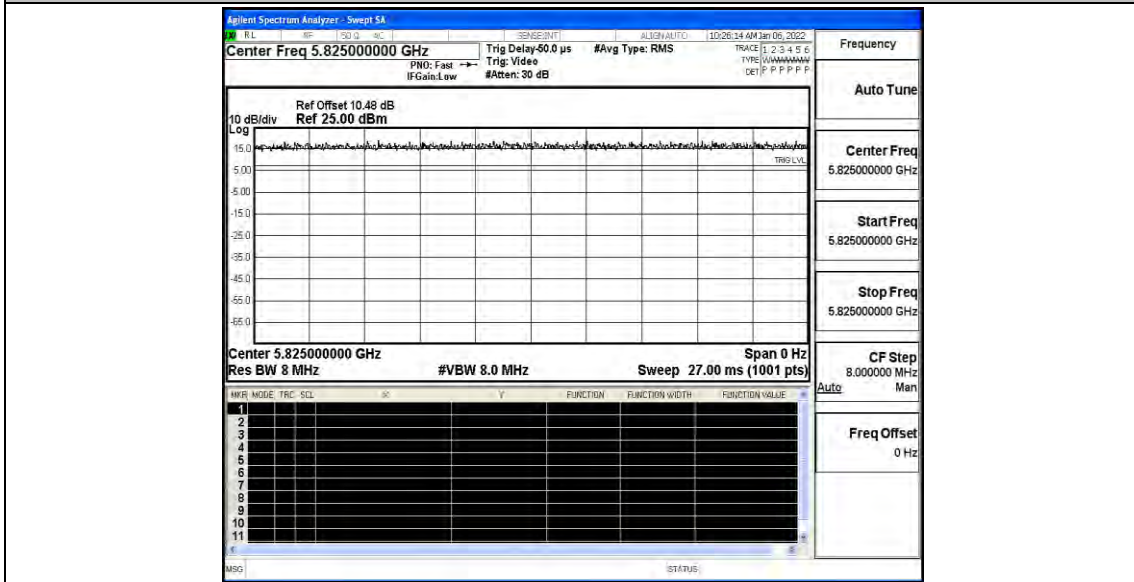 Agilent Spectrum Analyzer - Swept SA
RL RF 50 Ω AC SENSE:INT ALIGNAUTO 10:26:14 AM Jan 06, 2022
Center Freq 5.825000000 GHz
Trig Delay-50.0 µs #Avg Type: RMS
TRACE 1 2 3 4 5 6
PNO: Fast Trig: Video
TYPE WWWWWW
IFGain:Low #Atten: 30 dB
DET P P P P P P
Ref Offset 10.48 dB
10 dB/div Ref 25.00 dBm
Log
15.0
TRIG LVL
5.00
-5.00
-15.0
-25.0
-35.0
-45.0
-55.0
-65.0
Center 5.825000000 GHz Span 0 Hz
Res BW 8 MHz #VBW 8.0 MHz Sweep 27.00 ms (1001 pts)
MKR MODE TRC SCL X Y FUNCTION FUNCTION WIDTH FUNCTION VALUE
1
2
3
4
5
6
7
8
9
10
11
MSG STATUS
Frequency
Auto Tune
Center Freq
5.825000000 GHz
Start Freq
5.825000000 GHz
Stop Freq
5.825000000 GHz
CF Step
8.000000 MHz
Auto Man
Freq Offset
0 Hz